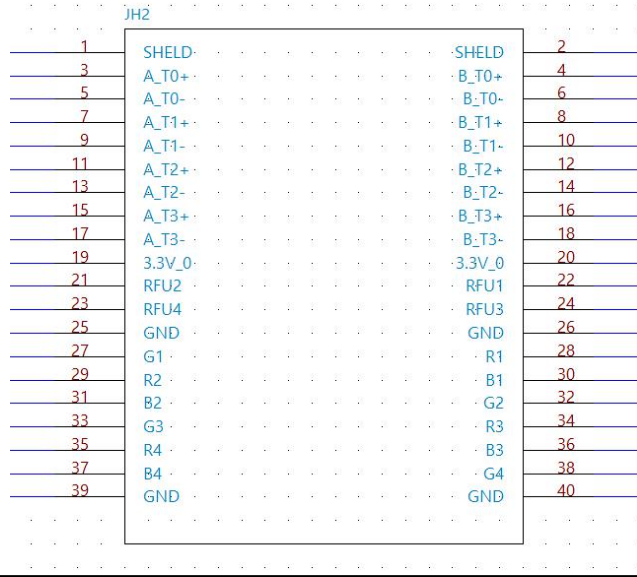 JH2
1 SHELD SHELD 2
3 A_T0+ B_T0+ 4
5 A_T0- B_T0- 6
7 A_T1+ B_T1+ 8
9 A_T1- B_T1- 10
11 A_T2+ B_T2+ 12
13 A_T2- B_T2- 14
15 A_T3+ B_T3+ 16
17 A_T3- B_T3- 18
19 3.3V_0 3.3V_0 20
21 RFU2 RFU1 22
23 RFU4 RFU3 24
25 GND GND 26
27 G1 R1 28
29 R2 B1 30
31 B2 G2 32
33 G3 R3 34
35 R4 B3 36
37 B4 G4 38
39 GND GND 40